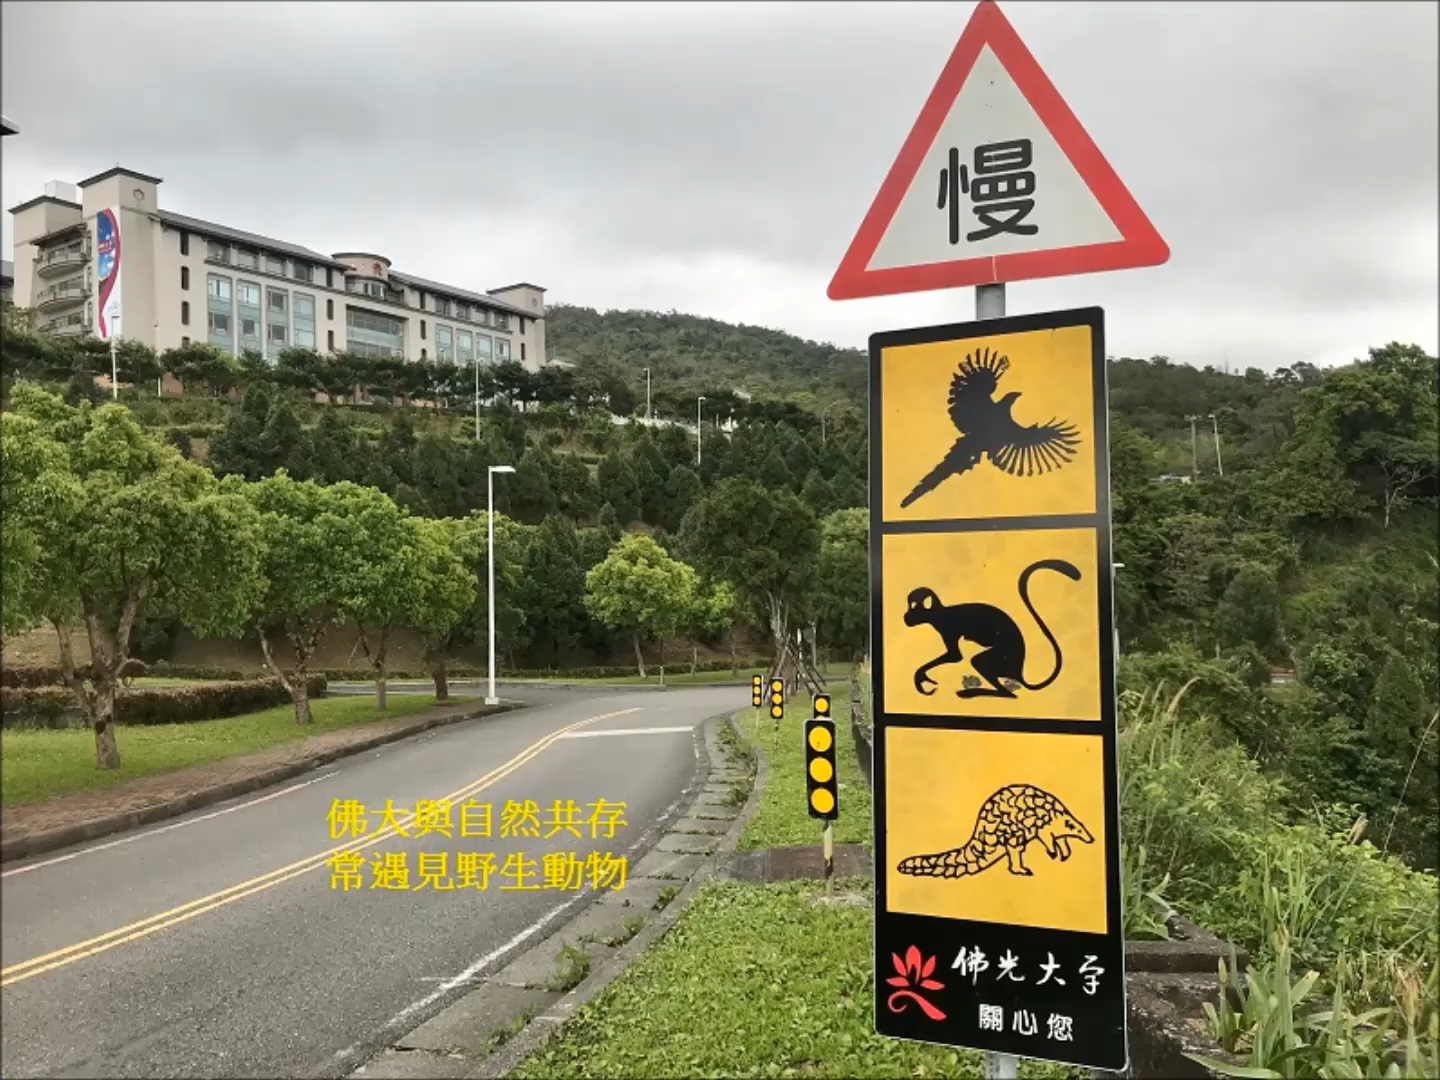 慢
佛光大学
關心您
佛大與自然共存
常遇見野生動物